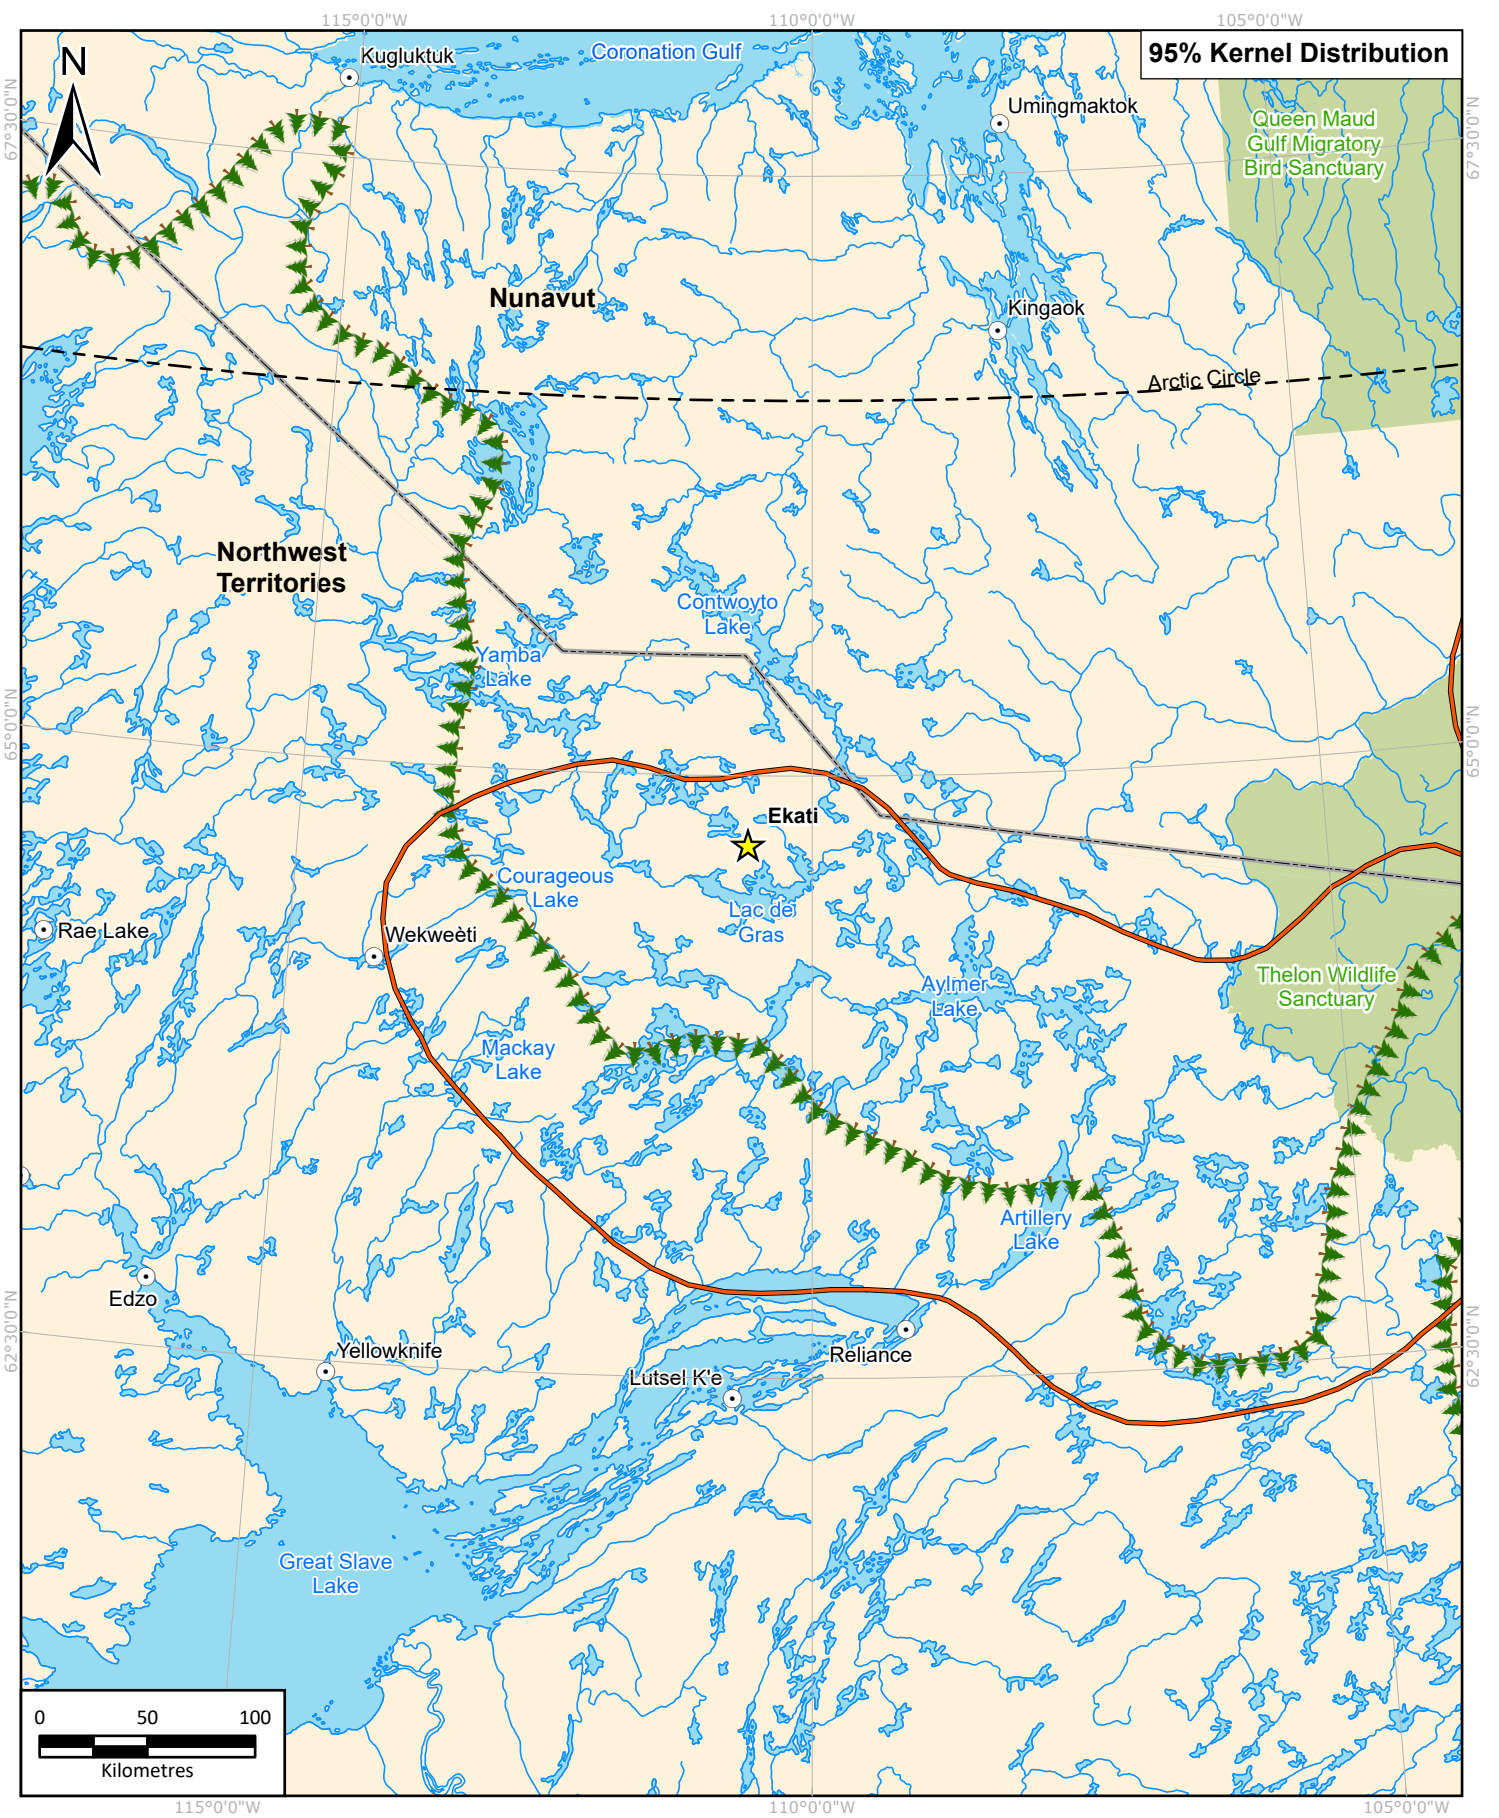 115°0'0"W
110°0'0"W
105°0'0"W
95% Kernel Distribution
N
Kugluktuk
Coronation Gulf
Umingmaktok
67°30'0"N
67°30'0"N
Queen Maud
Gulf Migratory
Bird Sanctuary
Nunavut
Kingaok
Arctic Circle
Northwest
Territories
Contwoyto
Lake
Yamba
Lake
65°0'0"N
65°0'0"N
Ekati
Courageous
Lake
Lac de
Gras
Rae Lake
Wekweèti
Aylmer
Lake
Thelon Wildlife
Sanctuary
Mackay
Lake
Artillery
Lake
Edzo
62°30'0"N
62°30'0"N
Yellowknife
Reliance
Lutsel K'e
Great Slave
Lake
0 50 100
Kilometres
115°0'0"W
110°0'0"W
105°0'0"W